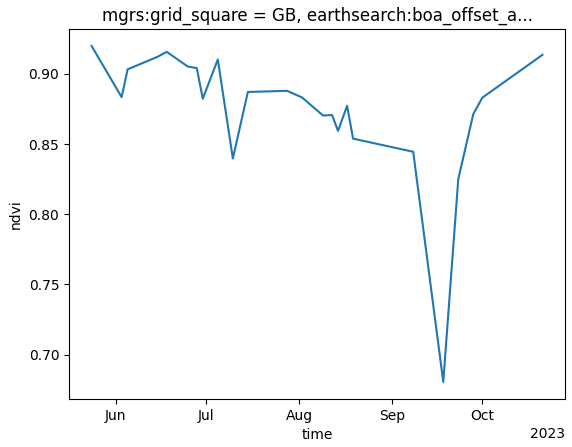 mgrs:grid_square = GB, earthsearch:boa_offset_a...
0.90
0.85
0.80
0.75
0.70
ndvi
Jun Jul Aug Sep Oct
time
2023